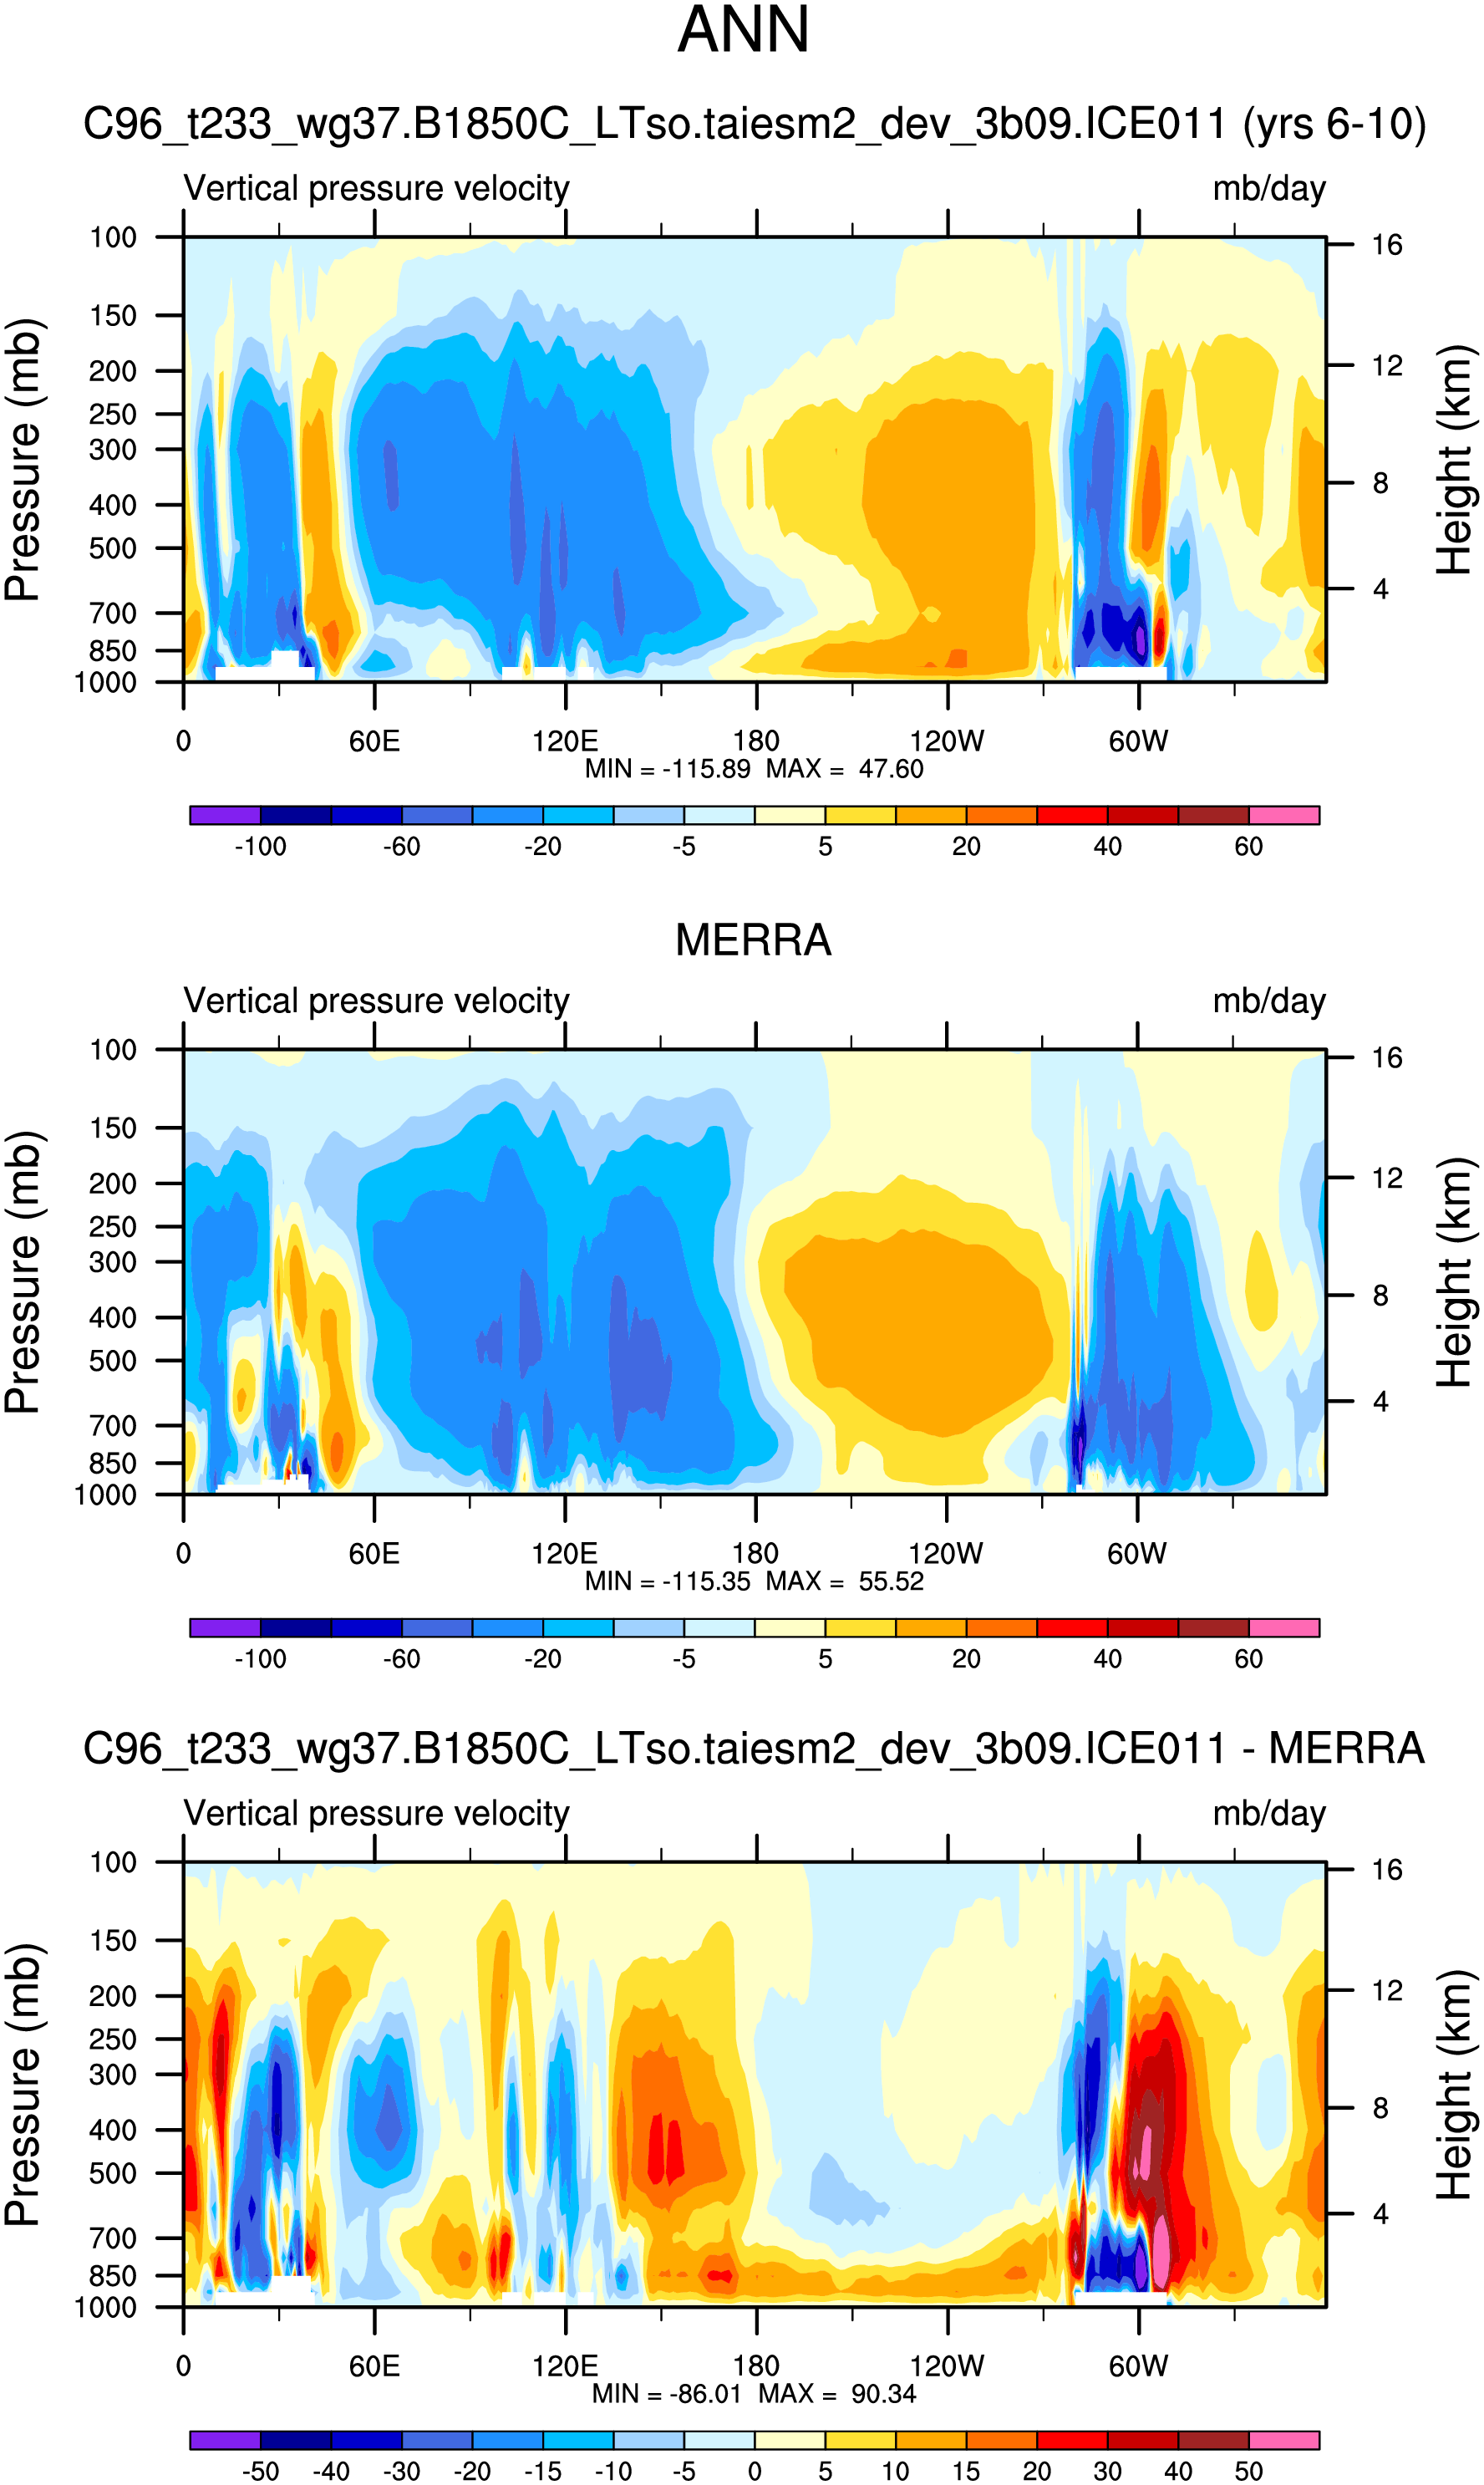 ANN
C96_t233_wg37.B1850C_LTso.taiesm2_dev_3b09.ICE011 (yrs 6-10)
Vertical pressure velocity mb/day
Pressure (mb)
100
150
200
250
300
400
500
700
850
1000
16
12
8
4
Height (km)
0 60E 120E 180 120W 60W
MIN = -115.89 MAX = 47.60
-100 -60 -20 -5 5 20 40 60
MERRA
Vertical pressure velocity mb/day
Pressure (mb)
100
150
200
250
300
400
500
700
850
1000
16
12
8
4
Height (km)
0 60E 120E 180 120W 60W
MIN = -115.35 MAX = 55.52
-100 -60 -20 -5 5 20 40 60
C96_t233_wg37.B1850C_LTso.taiesm2_dev_3b09.ICE011 - MERRA
Vertical pressure velocity mb/day
Pressure (mb)
100
150
200
250
300
400
500
700
850
1000
16
12
8
4
Height (km)
0 60E 120E 180 120W 60W
MIN = -86.01 MAX = 90.34
-50 -40 -30 -20 -15 -10 -5 0 5 10 15 20 30 40 50